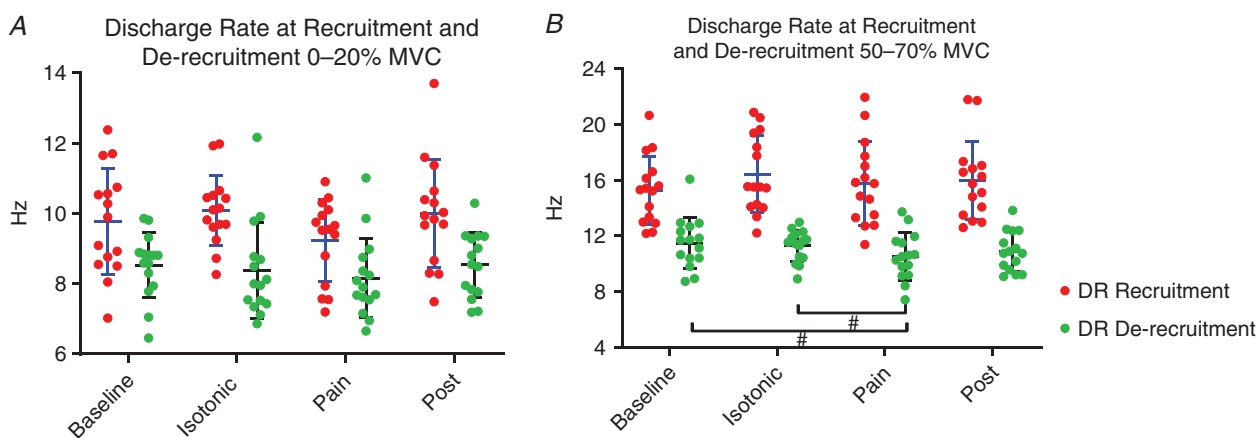 A
Discharge Rate at Recruitment and
De-recruitment 0–20% MVC
14
12
10
8
6
Hz
Baseline
Isotonic
Pain
Post
B
Discharge Rate at Recruitment
and De-recruitment 50–70% MVC
24
20
16
12
8
4
Hz
#
#
Baseline
Isotonic
Pain
Post
DR Recruitment
DR De-recruitment